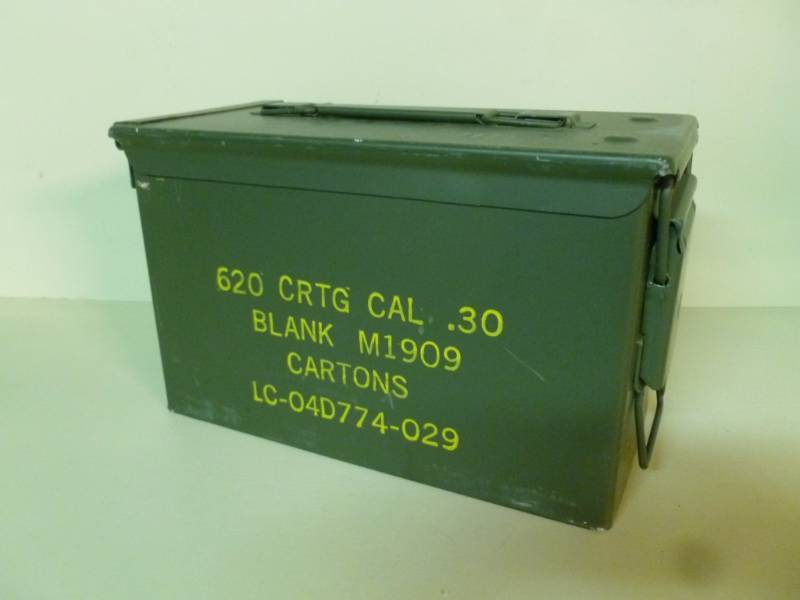 620 CRTG CAL .30
BLANK M1909
CARTONS
LC-04D774-029